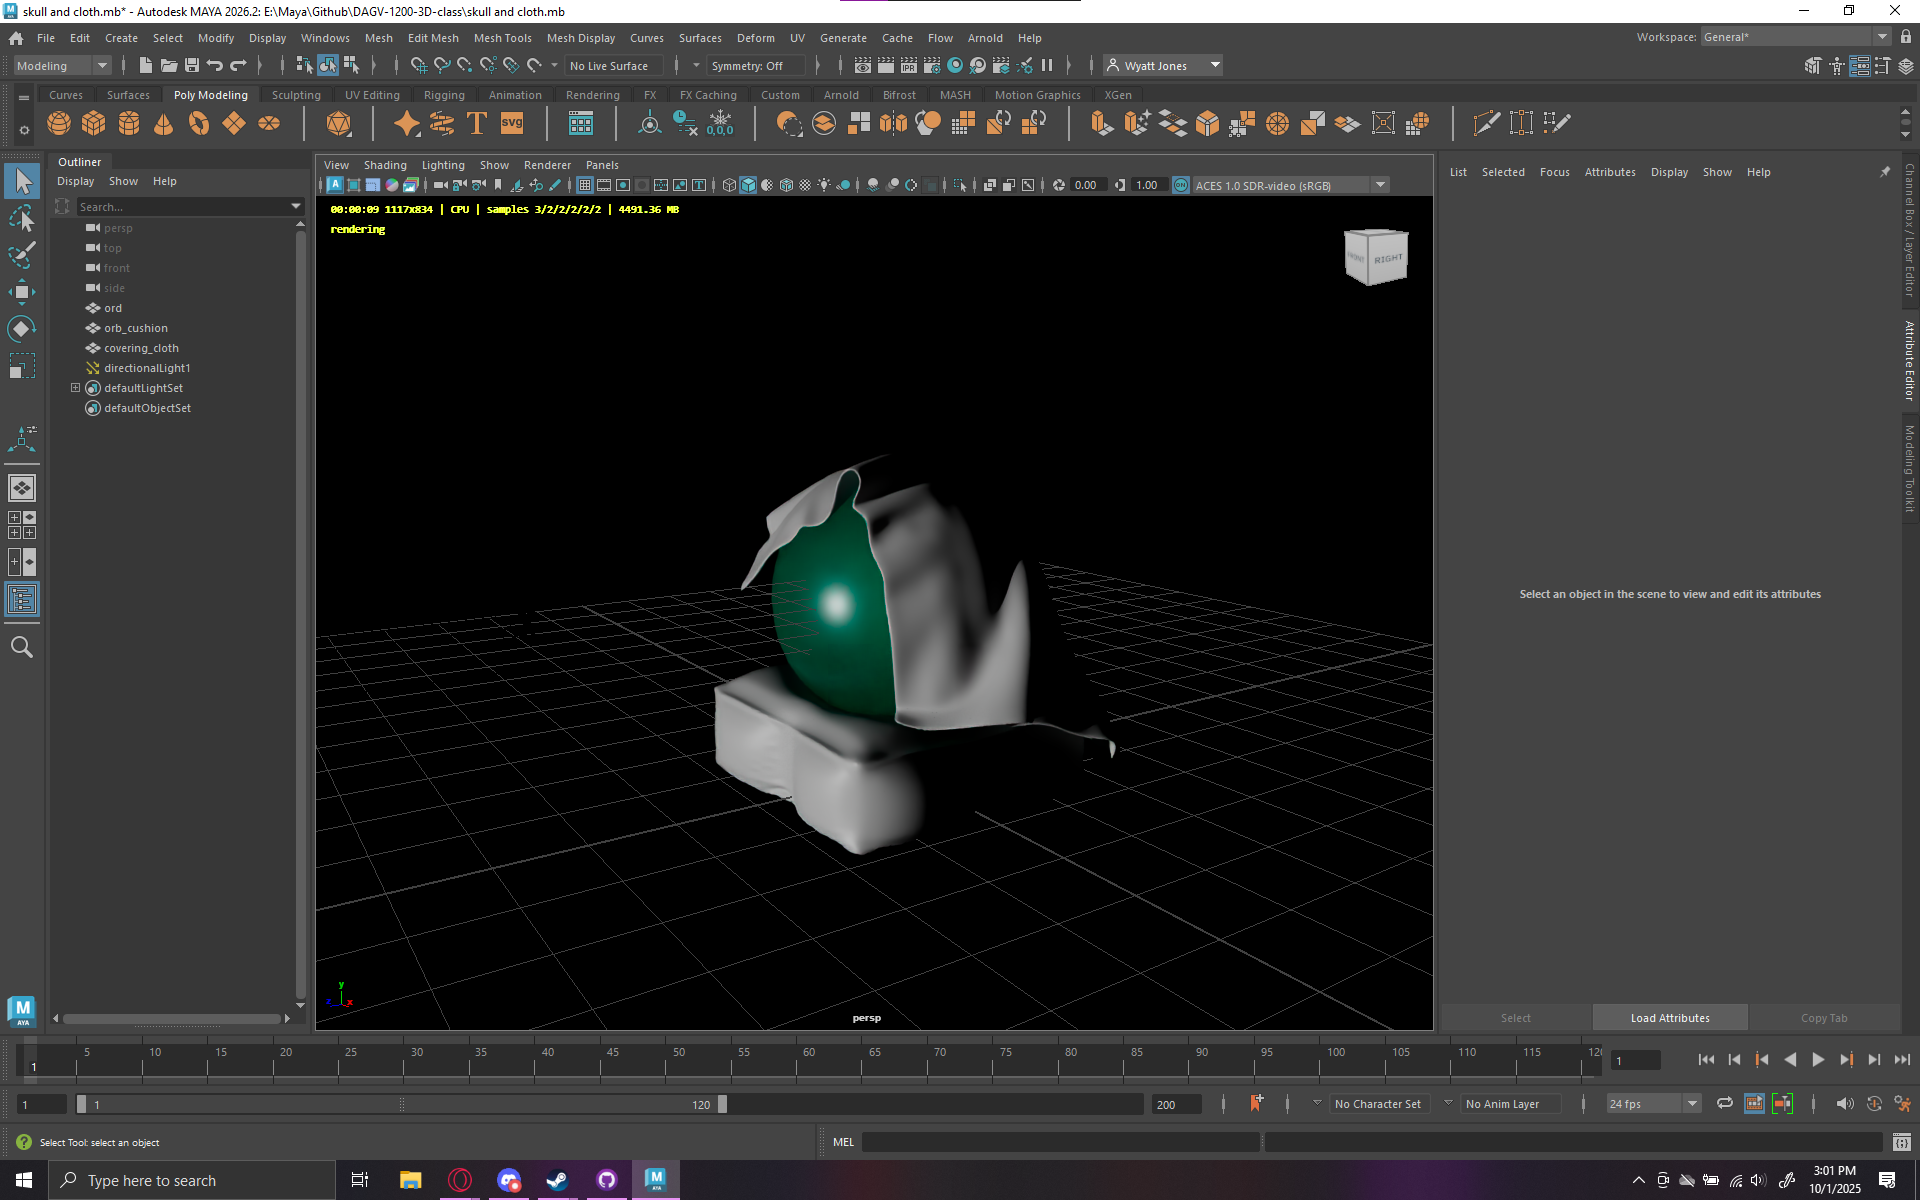 skull and cloth.mb* - Autodesk MAYA 2026.2: E:\Maya\Github\DAGV-1200-3D-class\skull and cloth.mb
File Edit Create Select Modify Display Windows Mesh Edit Mesh Mesh Tools Mesh Display Curves Surfaces Deform UV Generate Cache Flow Arnold Help
Workspace: General*
Modeling
No Live Surface
Symmetry: Off
IPR
Wyatt Jones
Curves Surfaces Poly Modeling Sculpting UV Editing Rigging Animation Rendering FX FX Caching Custom Arnold Bifrost MASH Motion Graphics XGen
T
svg
0,0,0
Outliner
Display Show Help
Search...
persp
top
front
side
ord
orb_cushion
covering_cloth
directionalLight1
defaultLightSet
defaultObjectSet
View Shading Lighting Show Renderer Panels
0.00
1.00
ACES 1.0 SDR-video (sRGB)
00:00:09 1117x834 | CPU | samples 3/2/2/2/2/2 | 4491.36 MB
rendering
FRONT RIGHT
y
z x
persp
List Selected Focus Attributes Display Show Help
Select an object in the scene to view and edit its attributes
Select
Load Attributes
Copy Tab
Channel Box / Layer Editor
Attribute Editor
Modeling Toolkit
M
AYA
1 5 10 15 20 25 30 35 40 45 50 55 60 65 70 75 80 85 90 95 100 105 110 115 120
1
1
1
120
200
No Character Set
No Anim Layer
24 fps
Select Tool: select an object
MEL
Type here to search
3:01 PM
10/1/2025